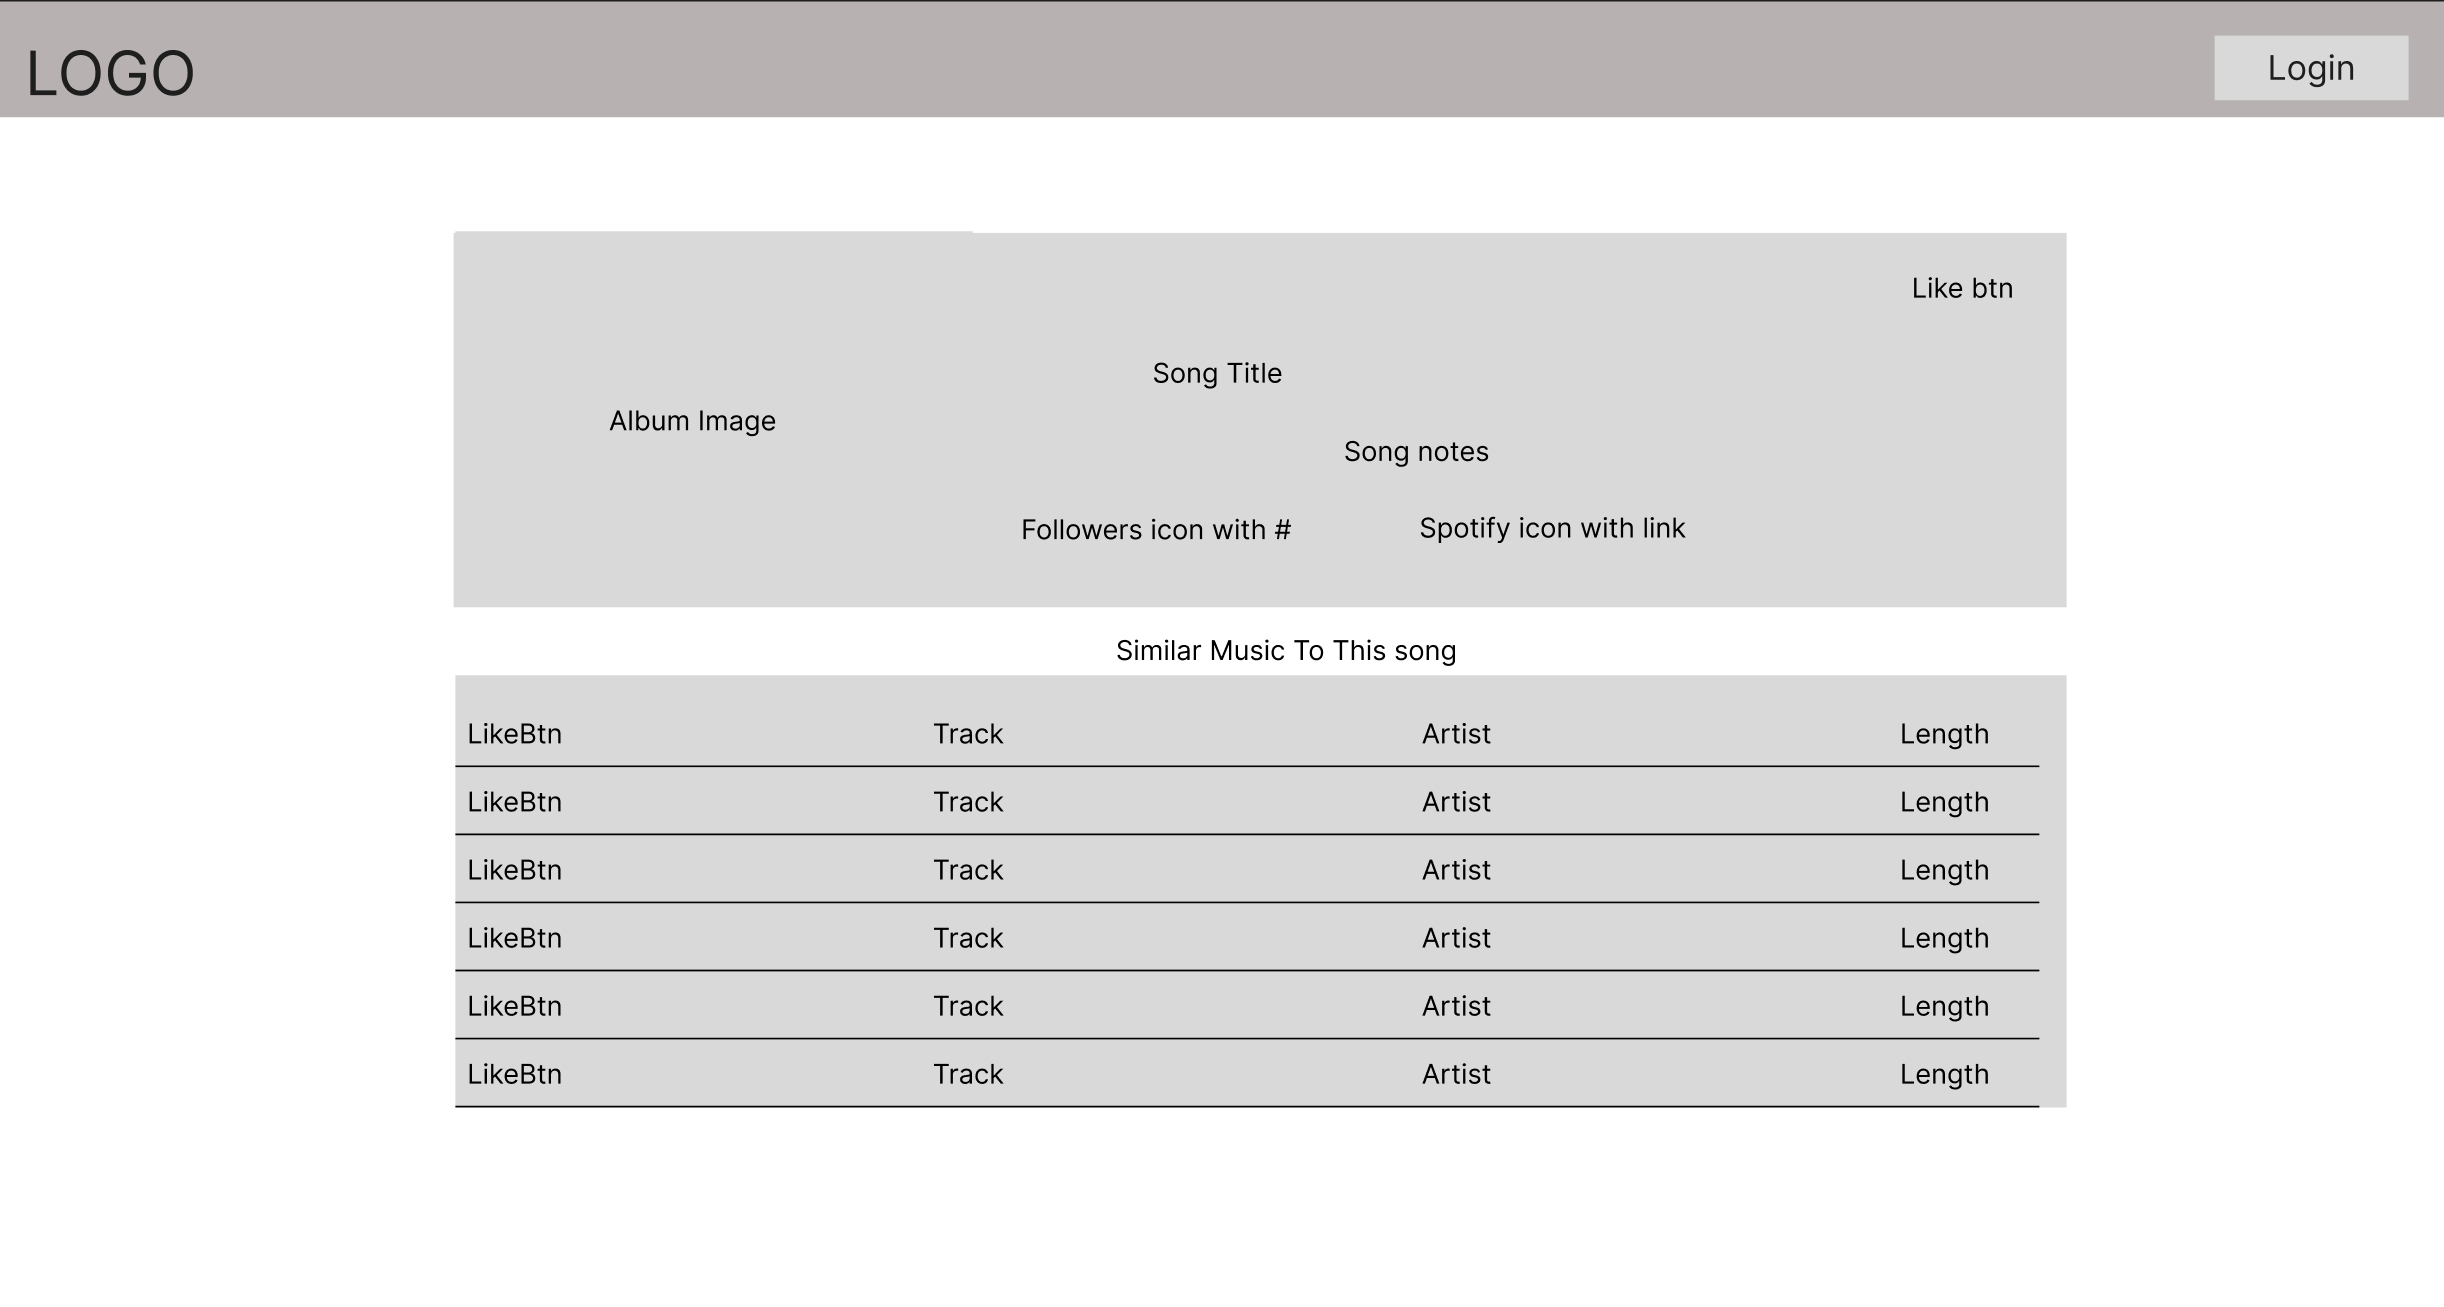 LOGO
Login
Like btn
Song Title
Album Image
Song notes
Followers icon with #
Spotify icon with link
Similar Music To This song
LikeBtn Track Artist Length
LikeBtn Track Artist Length
LikeBtn Track Artist Length
LikeBtn Track Artist Length
LikeBtn Track Artist Length
LikeBtn Track Artist Length